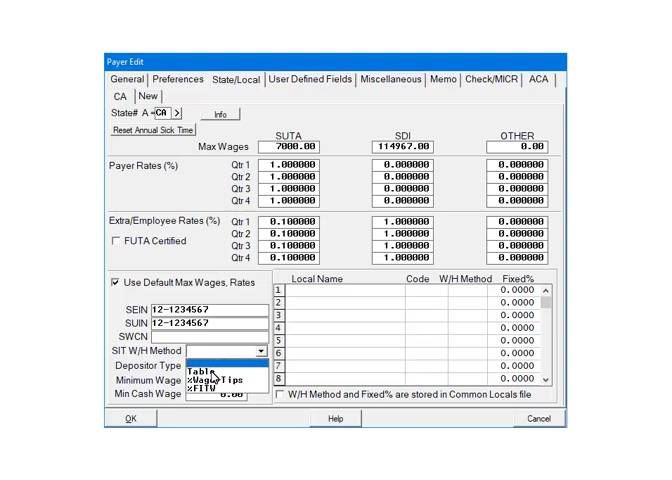 Payer Edit
General Preferences State/Local User Defined Fields Miscellaneous Memo Check/MICR ACA
CA New
State# A = CA > Info
Reset Annual Sick Time
SUTA SDI OTHER
Max Wages 7000.00 114967.00 0.00
Payer Rates (%) Qtr 1 1.000000 0.000000 0.000000
Qtr 2 1.000000 0.000000 0.000000
Qtr 3 1.000000 0.000000 0.000000
Qtr 4 1.000000 0.000000 0.000000
Extra/Employee Rates (%) Qtr 1 0.100000 1.000000 0.000000
FUTA Certified Qtr 2 0.100000 1.000000 0.000000
Qtr 3 0.100000 1.000000 0.000000
Qtr 4 0.100000 1.000000 0.000000
Use Default Max Wages, Rates
SEIN 12-1234567
SUIN 12-1234567
SWCN
SIT W/H Method
Depositor Type
Table
Minimum Wage %Wage/Tips
%FITW
Min Cash Wage 0.00
Local Name Code W/H Method Fixed%
1 0.0000
2 0.0000
3 0.0000
4 0.0000
5 0.0000
6 0.0000
7 0.0000
8 0.0000
W/H Method and Fixed% are stored in Common Locals file
OK Help Cancel